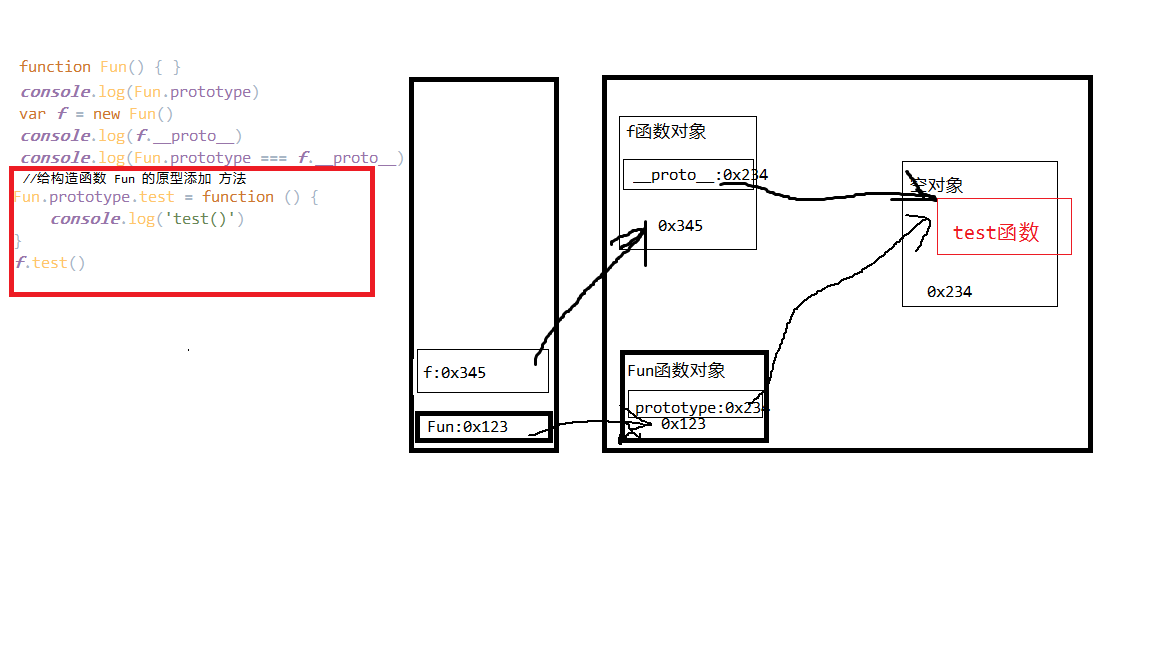 function Fun() { }
console.log(Fun.prototype)
var f = new Fun()
console.log(f.__proto__)
console.log(Fun.prototype === f.__proto__)
//给构造函数 Fun 的原型添加 方法
Fun.prototype.test = function () {
console.log('test()')
}
f.test()
f:0x345
Fun:0x123
f函数对象
__proto__:0x234
0x345
Fun函数对象
prototype:0x234
0x123
空对象
test函数
0x234